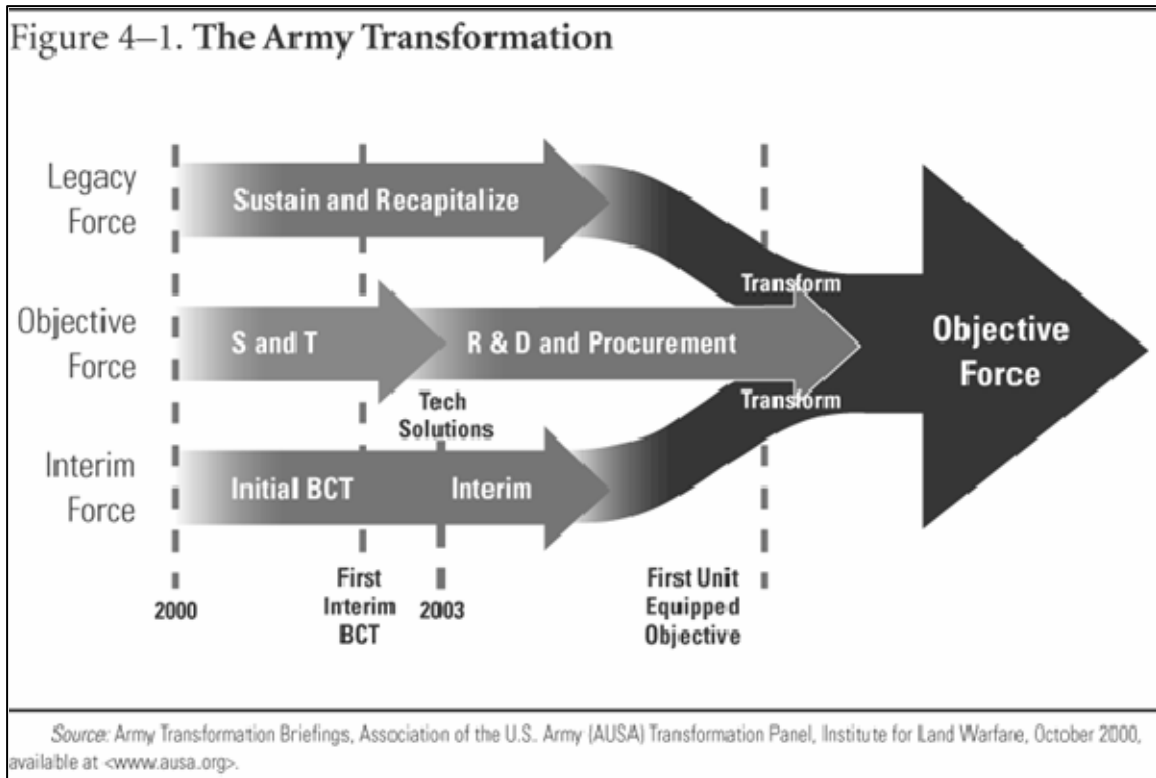 Figure 4–1. The Army Transformation
Legacy
Force
Sustain and Recapitalize
Transform
Objective
Force
S and T
R & D and Procurement
Objective
Force
Tech
Solutions
Transform
Interim
Force
Initial BCT
Interim
2000
First
Interim
BCT
2003
First Unit
Equipped
Objective
Source: Army Transformation Briefings, Association of the U.S. Army (AUSA) Transformation Panel, Institute for Land Warfare, October 2000,
available at <www.ausa.org>.